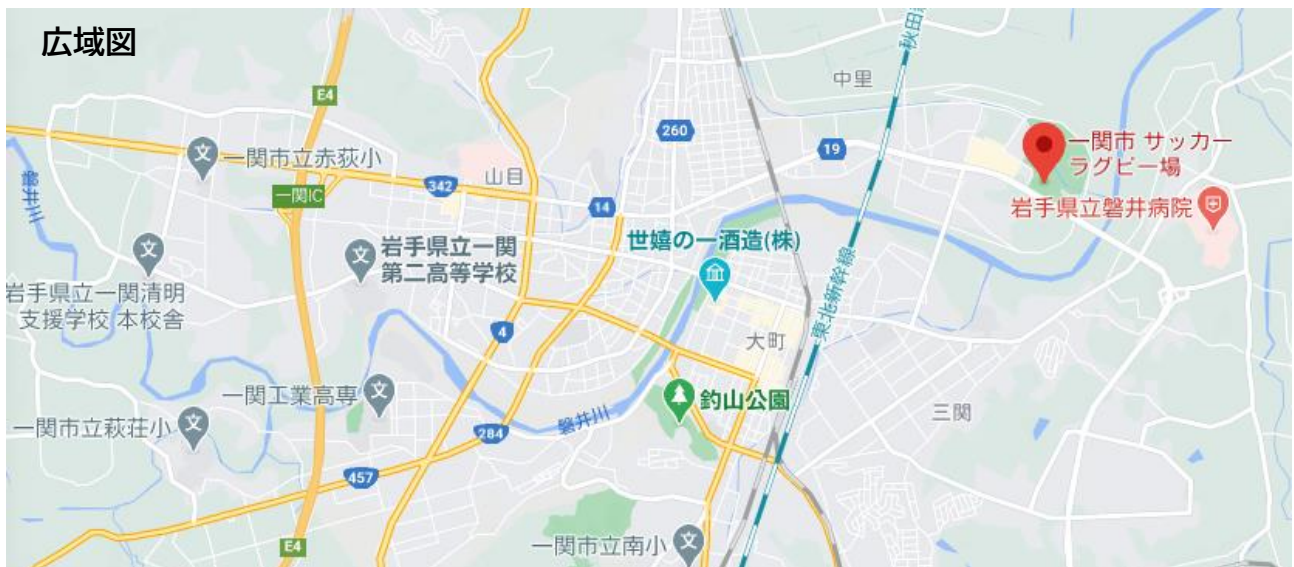 広域図
E4
秋田新
中里
260
19
一関市 サッカー
ラグビー場
一関市立赤荻小
山目
342
磐井川
一関IC
14
岩手県立磐井病院
岩手県立一関
第二高等学校
世嬉の一酒造(株)
岩手県立一関清明
支援学校 本校舎
4
東北新幹線
大町
一関工業高専
釣山公園
三関
一関市立萩荘小
磐井川
284
457
E4
一関市立南小